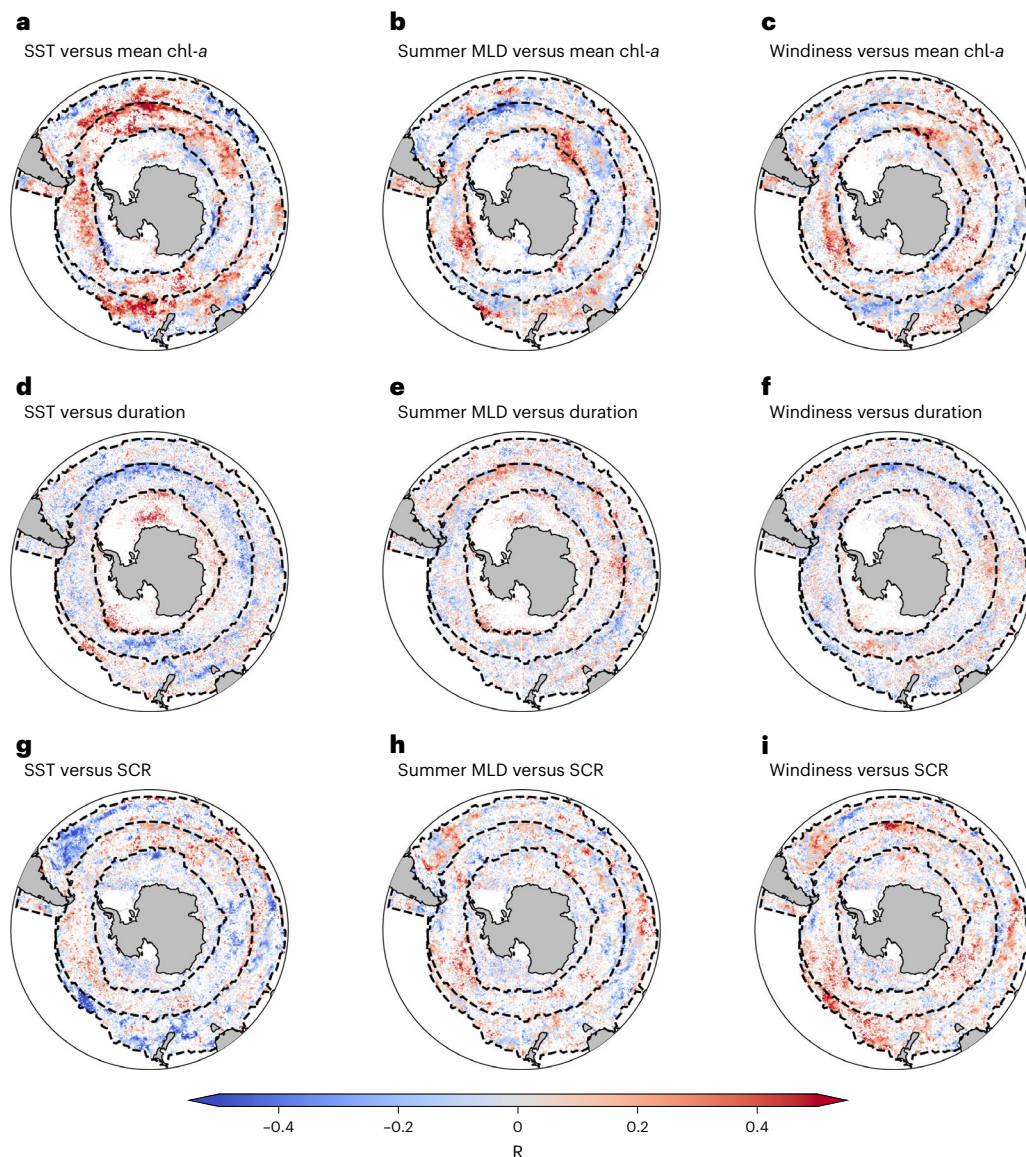 a
SST versus mean chl-a
b
Summer MLD versus mean chl-a
c
Windiness versus mean chl-a
d
SST versus duration
e
Summer MLD versus duration
f
Windiness versus duration
g
SST versus SCR
h
Summer MLD versus SCR
i
Windiness versus SCR
–0.4
–0.2
0
0.2
0.4
R